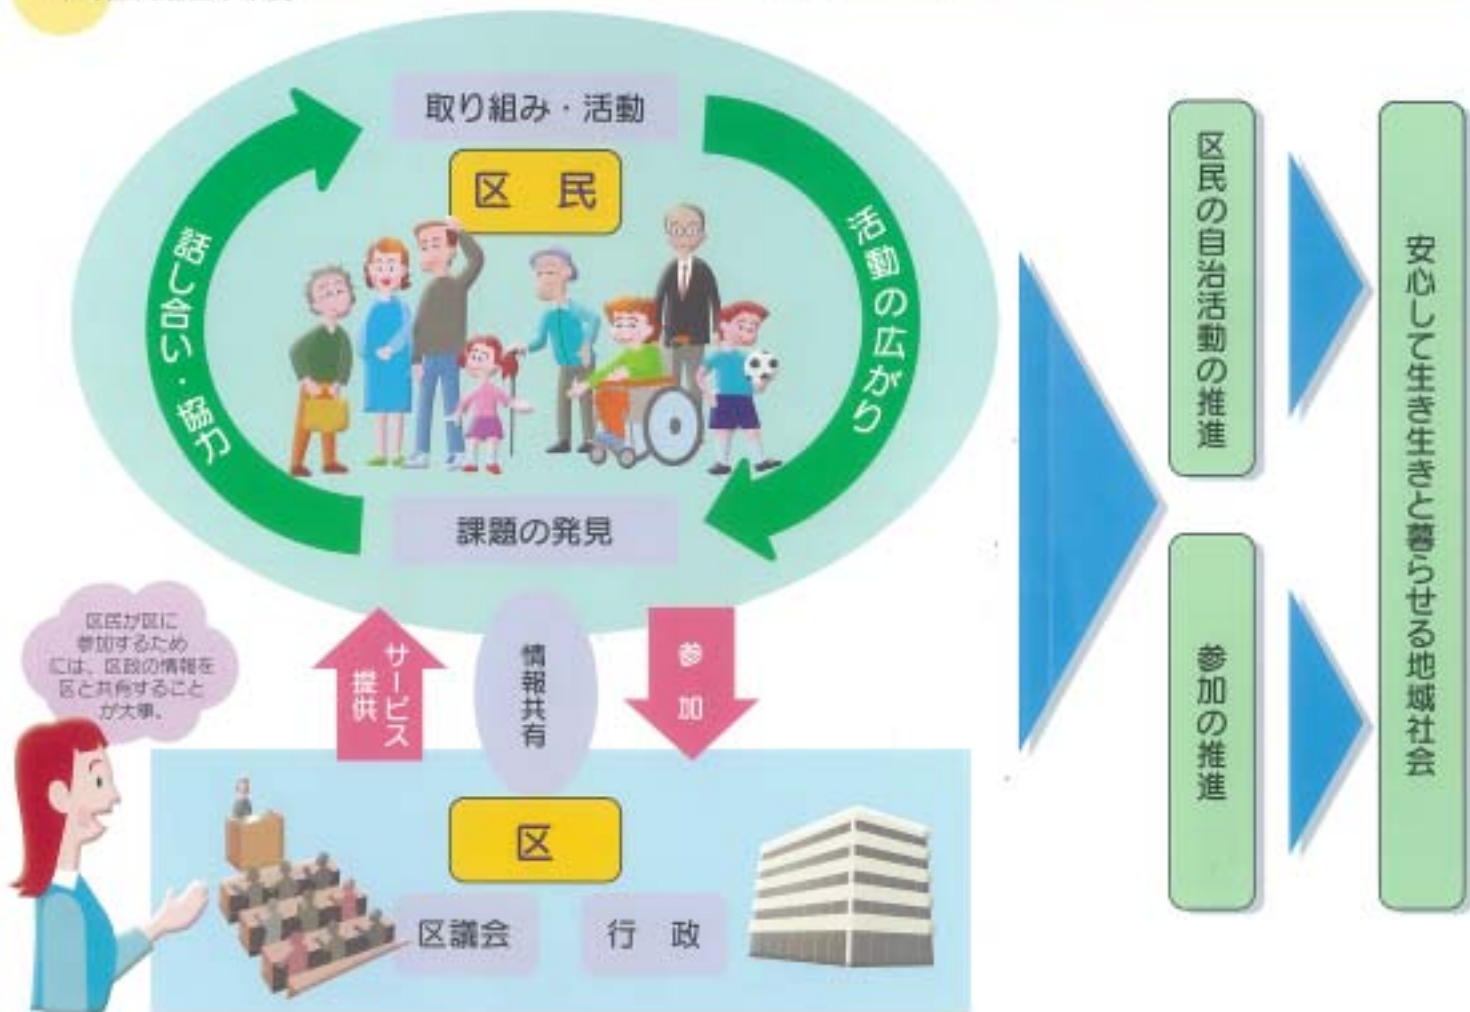 取り組み・活動
区 民
話し合い・協力
活動の広がり
課題の発見
区民が区に
参加するため
には、区政の情報を
区と共有すること
が大事。
サービス
提供
情報共有
参 加
区
区議会
行 政
区民の自治活動の推進
参加の推進
安心して生き生きと暮らせる地域社会